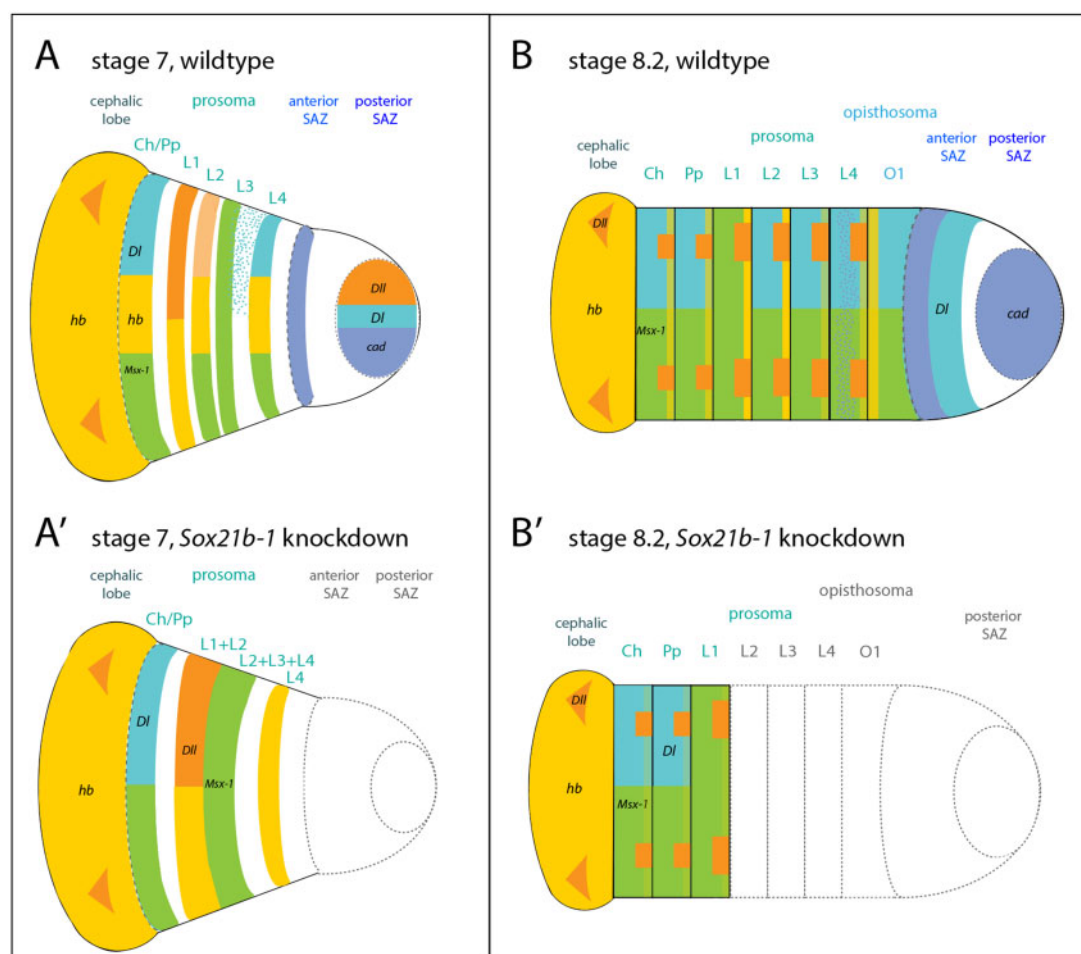 A stage 7, wildtype
cephalic prosoma anterior posterior
lobe SAZ SAZ
Ch/Pp
L1
L2
L3
L4
Dl
hb hb
Msx-1
Dll
Dl
cad
B stage 8.2, wildtype
opisthosoma
cephalic prosoma anterior posterior
lobe SAZ SAZ
Ch Pp L1 L2 L3 L4 O1
Dll
hb Dl cad
Msx-1
A′ stage 7, Sox21b-1 knockdown
cephalic prosoma anterior posterior
lobe SAZ SAZ
Ch/Pp
L1+L2
L2+L3+L4
L4
Dl
Dll
hb Msx-1
B′ stage 8.2, Sox21b-1 knockdown
opisthosoma
prosoma posterior
cephalic SAZ
lobe
Ch Pp L1 L2 L3 L4 O1
Dll
Dl
hb
Msx-1